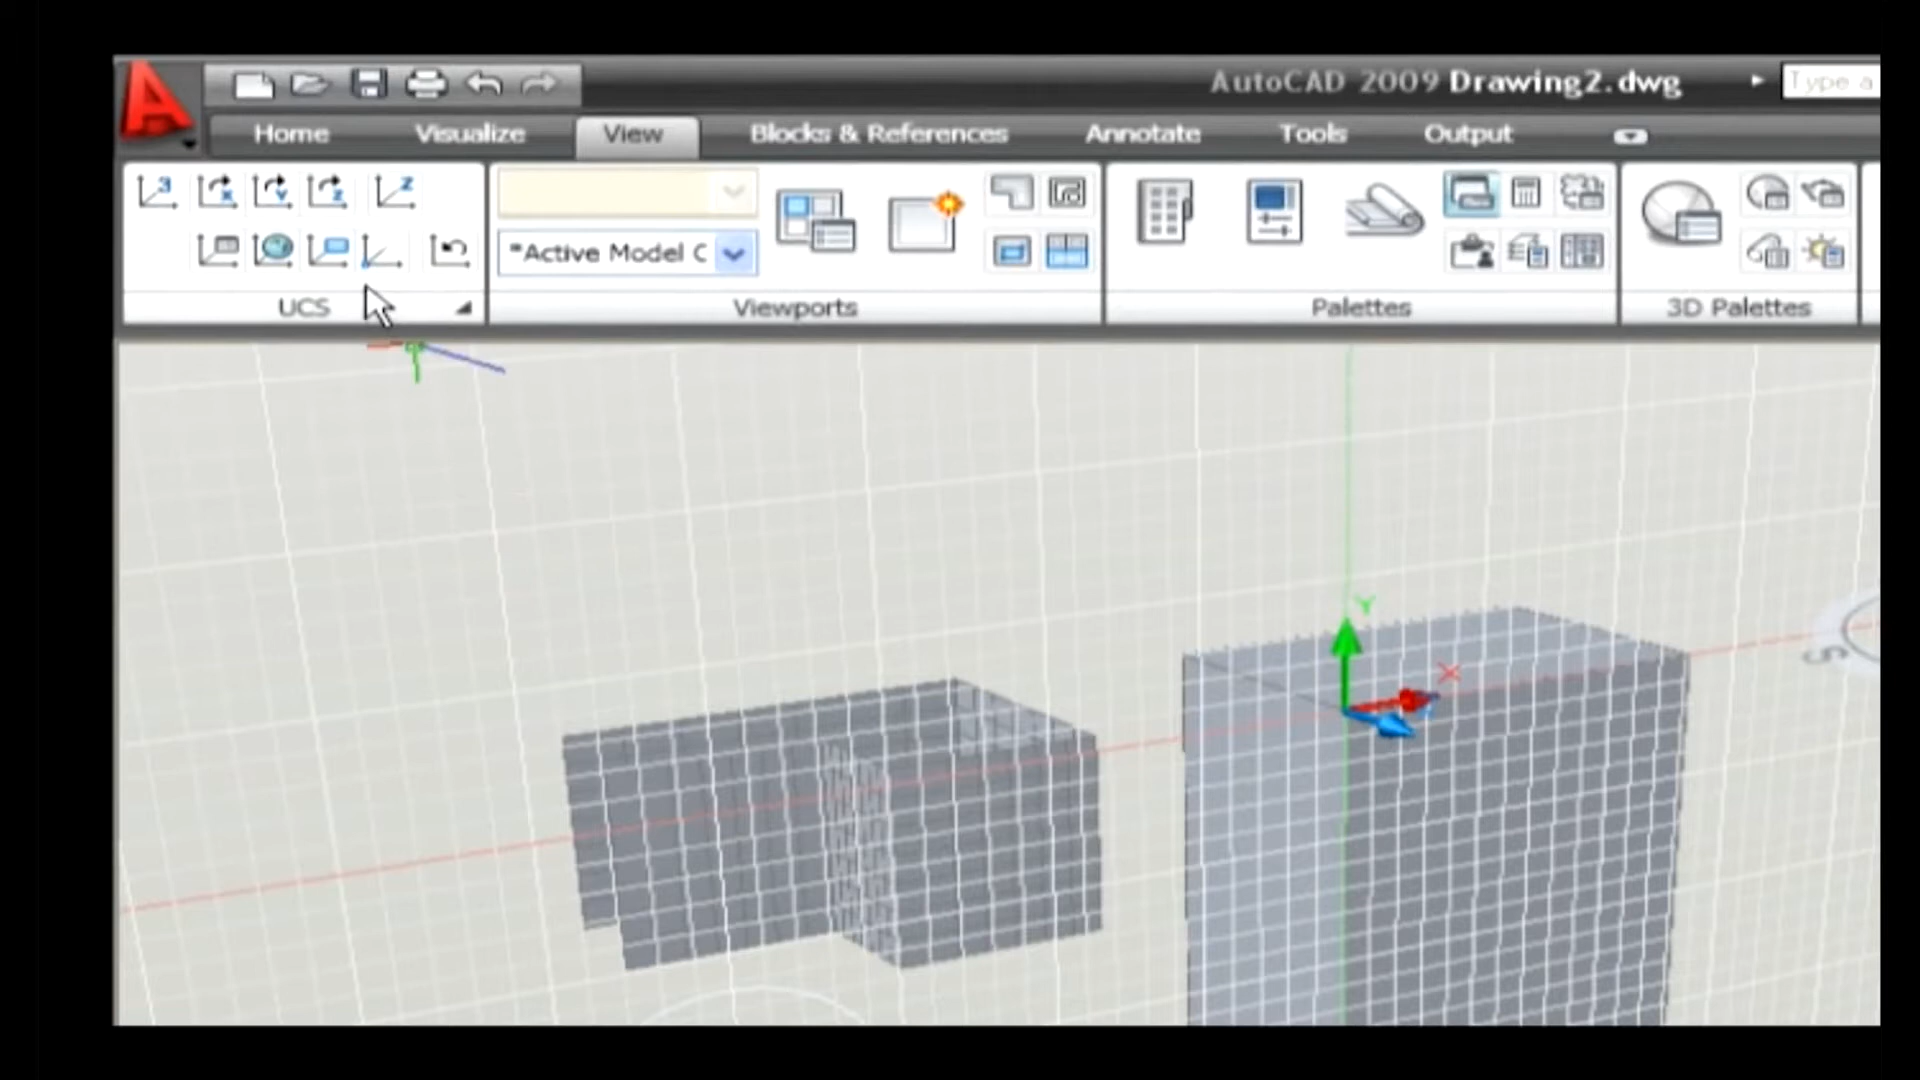 AutoCAD 2009 Drawing2.dwg
Type a
Home Visualize View Blocks & References Annotate Tools Output
*Active Model C
UCS Viewports Palettes 3D Palettes
Y
X
S